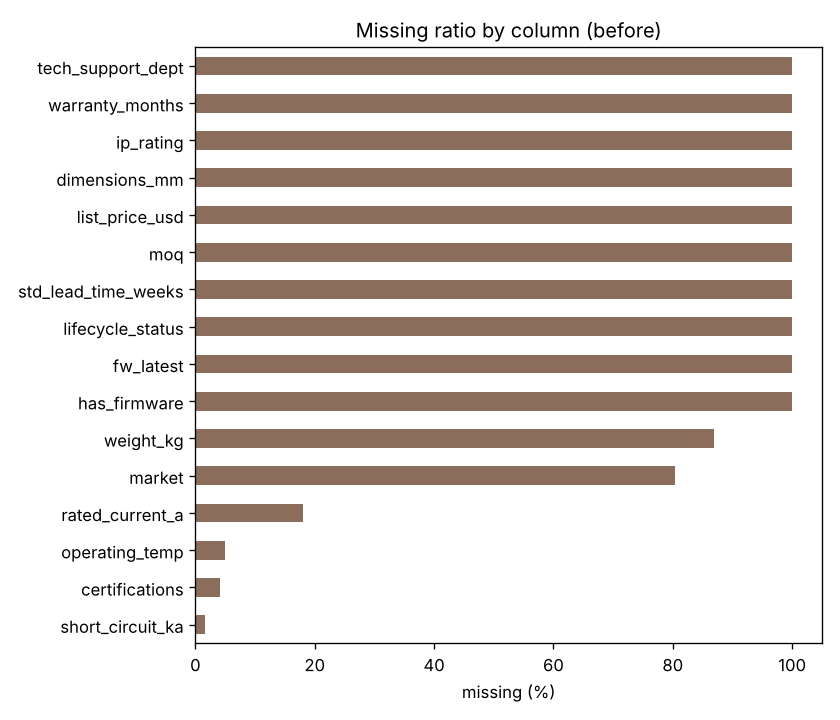 Missing ratio by column (before)
tech_support_dept
warranty_months
ip_rating
dimensions_mm
list_price_usd
moq
std_lead_time_weeks
lifecycle_status
fw_latest
has_firmware
weight_kg
market
rated_current_a
operating_temp
certifications
short_circuit_ka
0 20 40 60 80 100
missing (%)